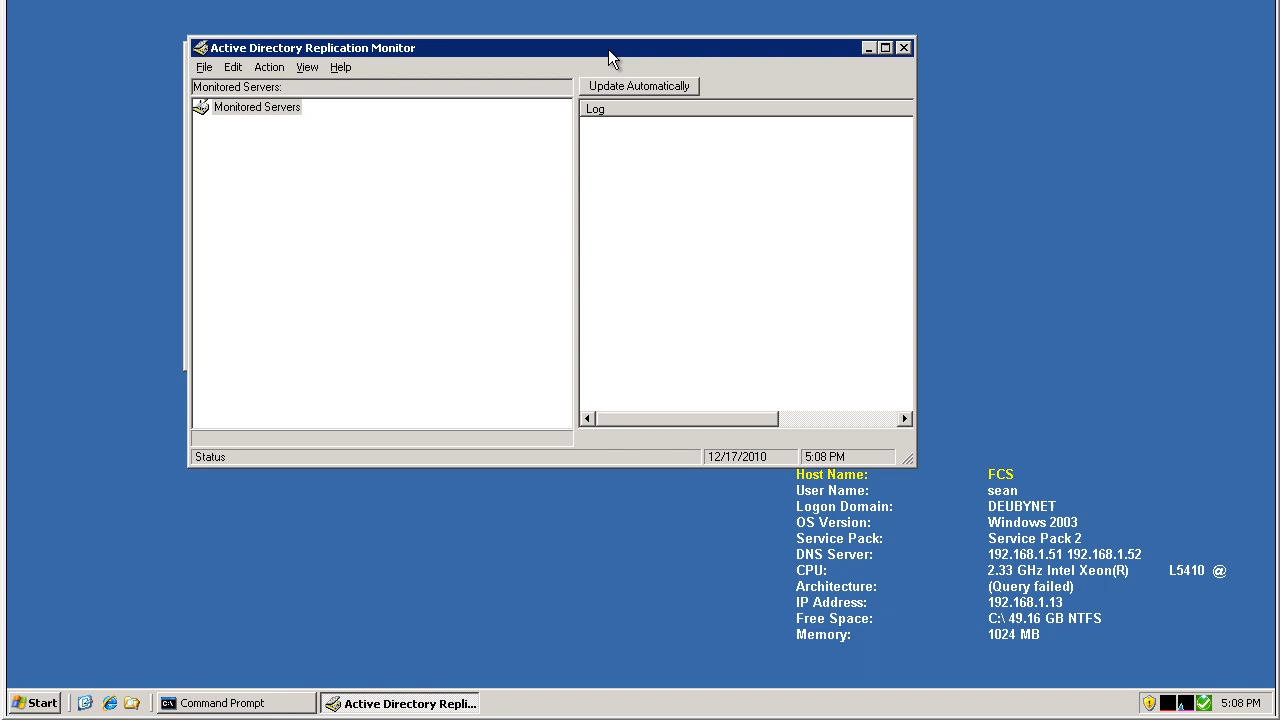 Active Directory Replication Monitor
File Edit Action View Help
Monitored Servers:
Update Automatically
Monitored Servers
Log
Status 12/17/2010 5:08 PM
Host Name: FCS
User Name: sean
Logon Domain: DEUBYNET
OS Version: Windows 2003
Service Pack: Service Pack 2
DNS Server: 192.168.1.51 192.168.1.52
CPU: 2.33 GHz Intel Xeon(R) L5410 @
Architecture: (Query failed)
IP Address: 192.168.1.13
Free Space: C:\ 49.16 GB NTFS
Memory: 1024 MB
Start Command Prompt Active Directory Repli... 5:08 PM